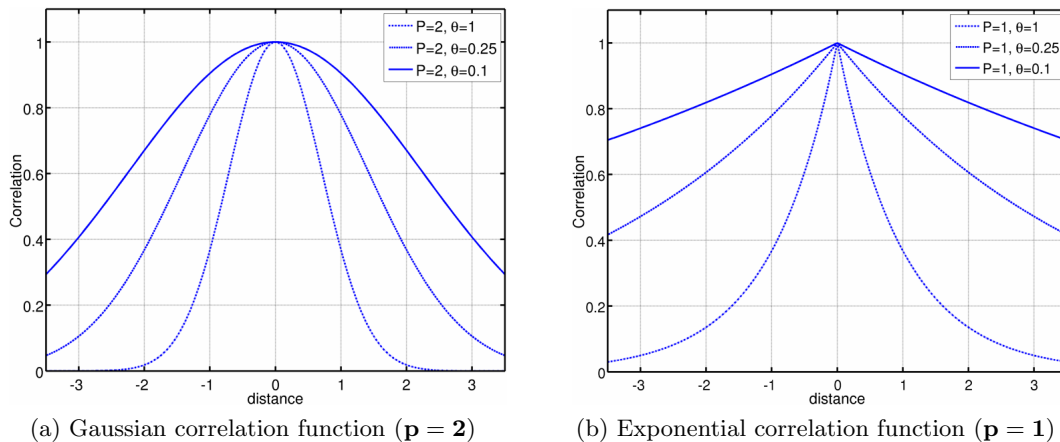 P=2, θ=1
P=2, θ=0.25
P=2, θ=0.1
1
0.8
0.6
0.4
0.2
0
Correlation
-3 -2 -1 0 1 2 3
distance
(a) Gaussian correlation function (p = 2)
P=1, θ=1
P=1, θ=0.25
P=1, θ=0.1
1
0.8
0.6
0.4
0.2
0
Correlation
-3 -2 -1 0 1 2 3
distance
(b) Exponential correlation function (p = 1)